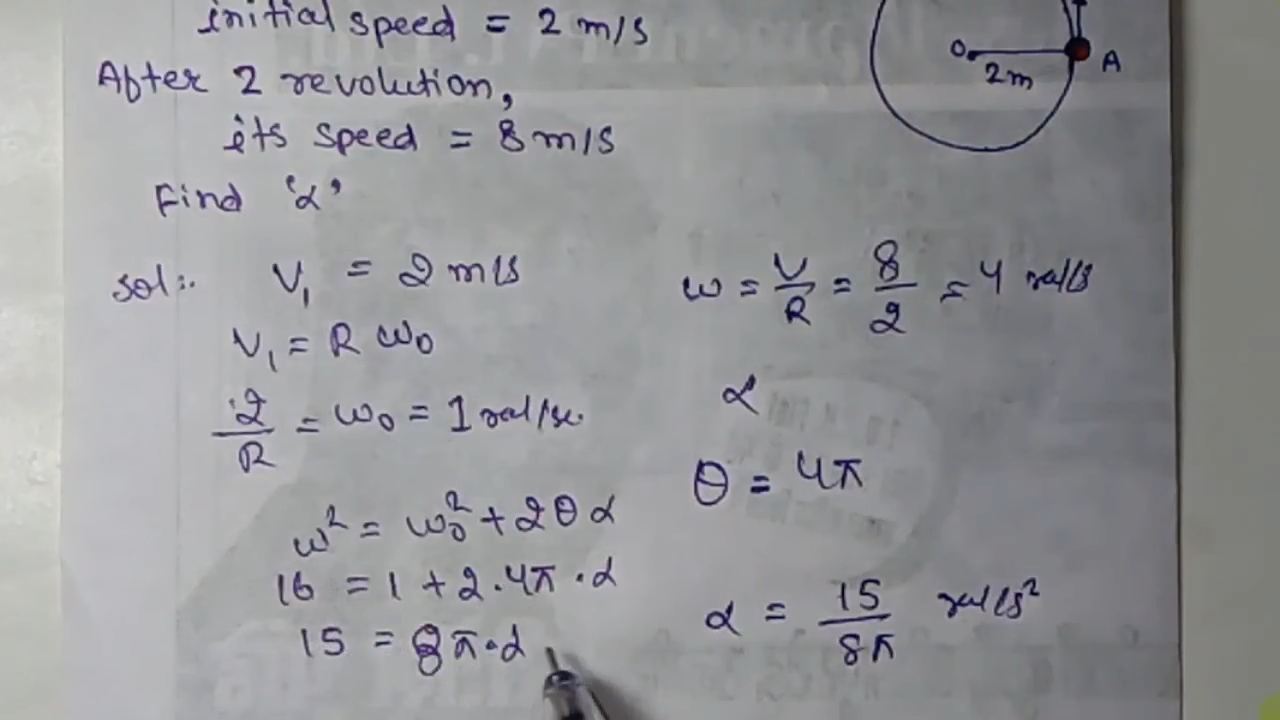 initial speed = 2 m/s
After 2 revolution,
its speed = 8 m/s
Find 'α'
O
2m
A
Sol:. V₁ = 2 m/s
V₁ = R ω₀
2/R = ω₀ = 1 rad/se.
ω² = ω₀² + 2θα
16 = 1 + 2.4π.α
15 = 8π.α
ω = V/R = 8/2 = 4 rad/s
α
θ = 4π
α = 15/8π rad/s²